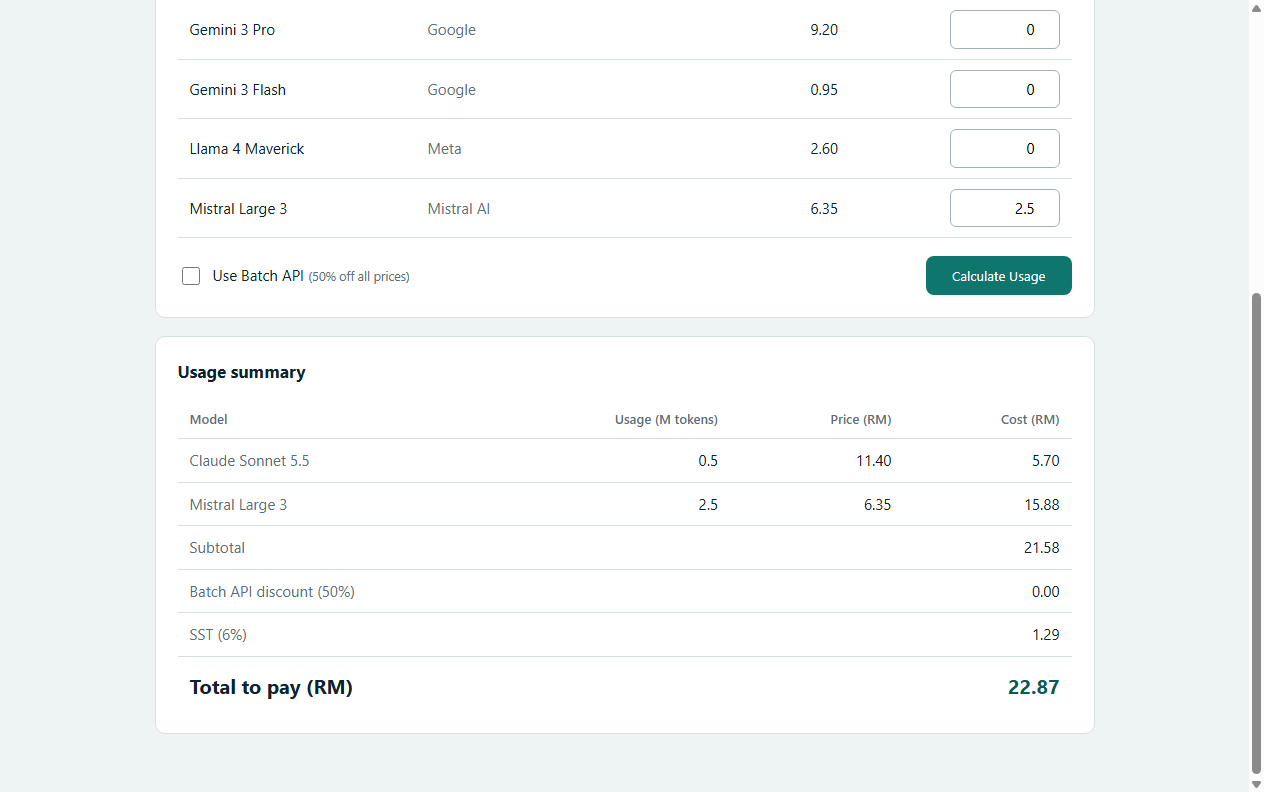 Gemini 3 Pro Google 9.20 0
Gemini 3 Flash Google 0.95 0
Llama 4 Maverick Meta 2.60 0
Mistral Large 3 Mistral AI 6.35 2.5
Use Batch API (50% off all prices) Calculate Usage
Usage summary
Model Usage (M tokens) Price (RM) Cost (RM)
Claude Sonnet 5.5 0.5 11.40 5.70
Mistral Large 3 2.5 6.35 15.88
Subtotal 21.58
Batch API discount (50%) 0.00
SST (6%) 1.29
Total to pay (RM) 22.87